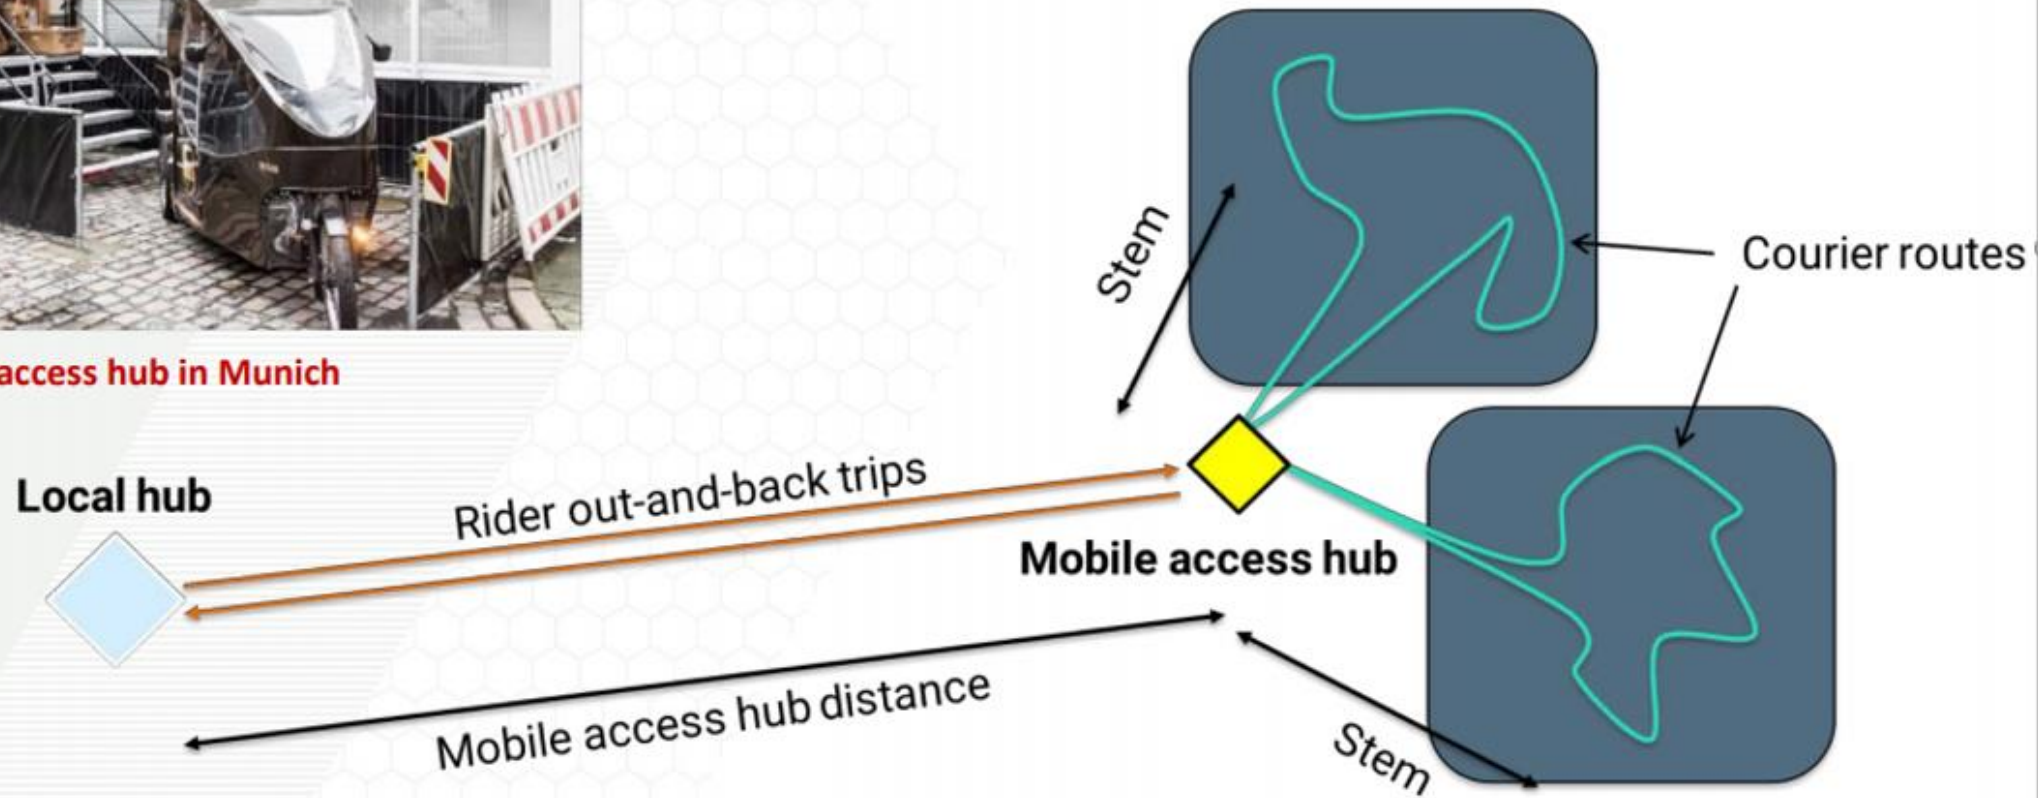 access hub in Munich
Stem
Courier routes
Local hub
Rider out-and-back trips
Mobile access hub
Mobile access hub distance
Stem